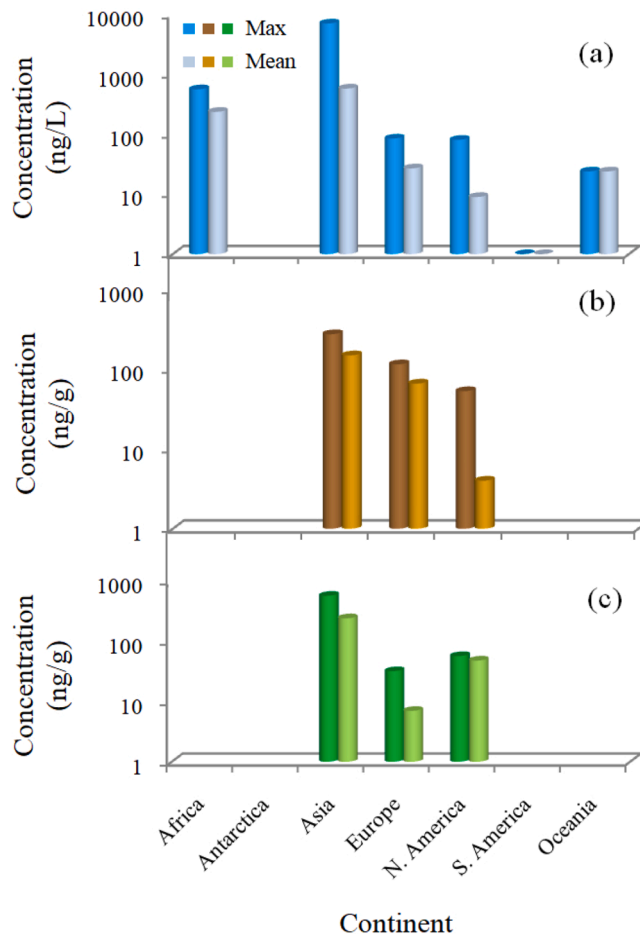 10000
1000
100
10
1
Concentration
(ng/L)
Max
Mean
(a)
1000
100
10
1
Concentration
(ng/g)
(b)
1000
100
10
1
Concentration
(ng/g)
(c)
Africa
Antarctica
Asia
Europe
N. America
S. America
Oceania
Continent